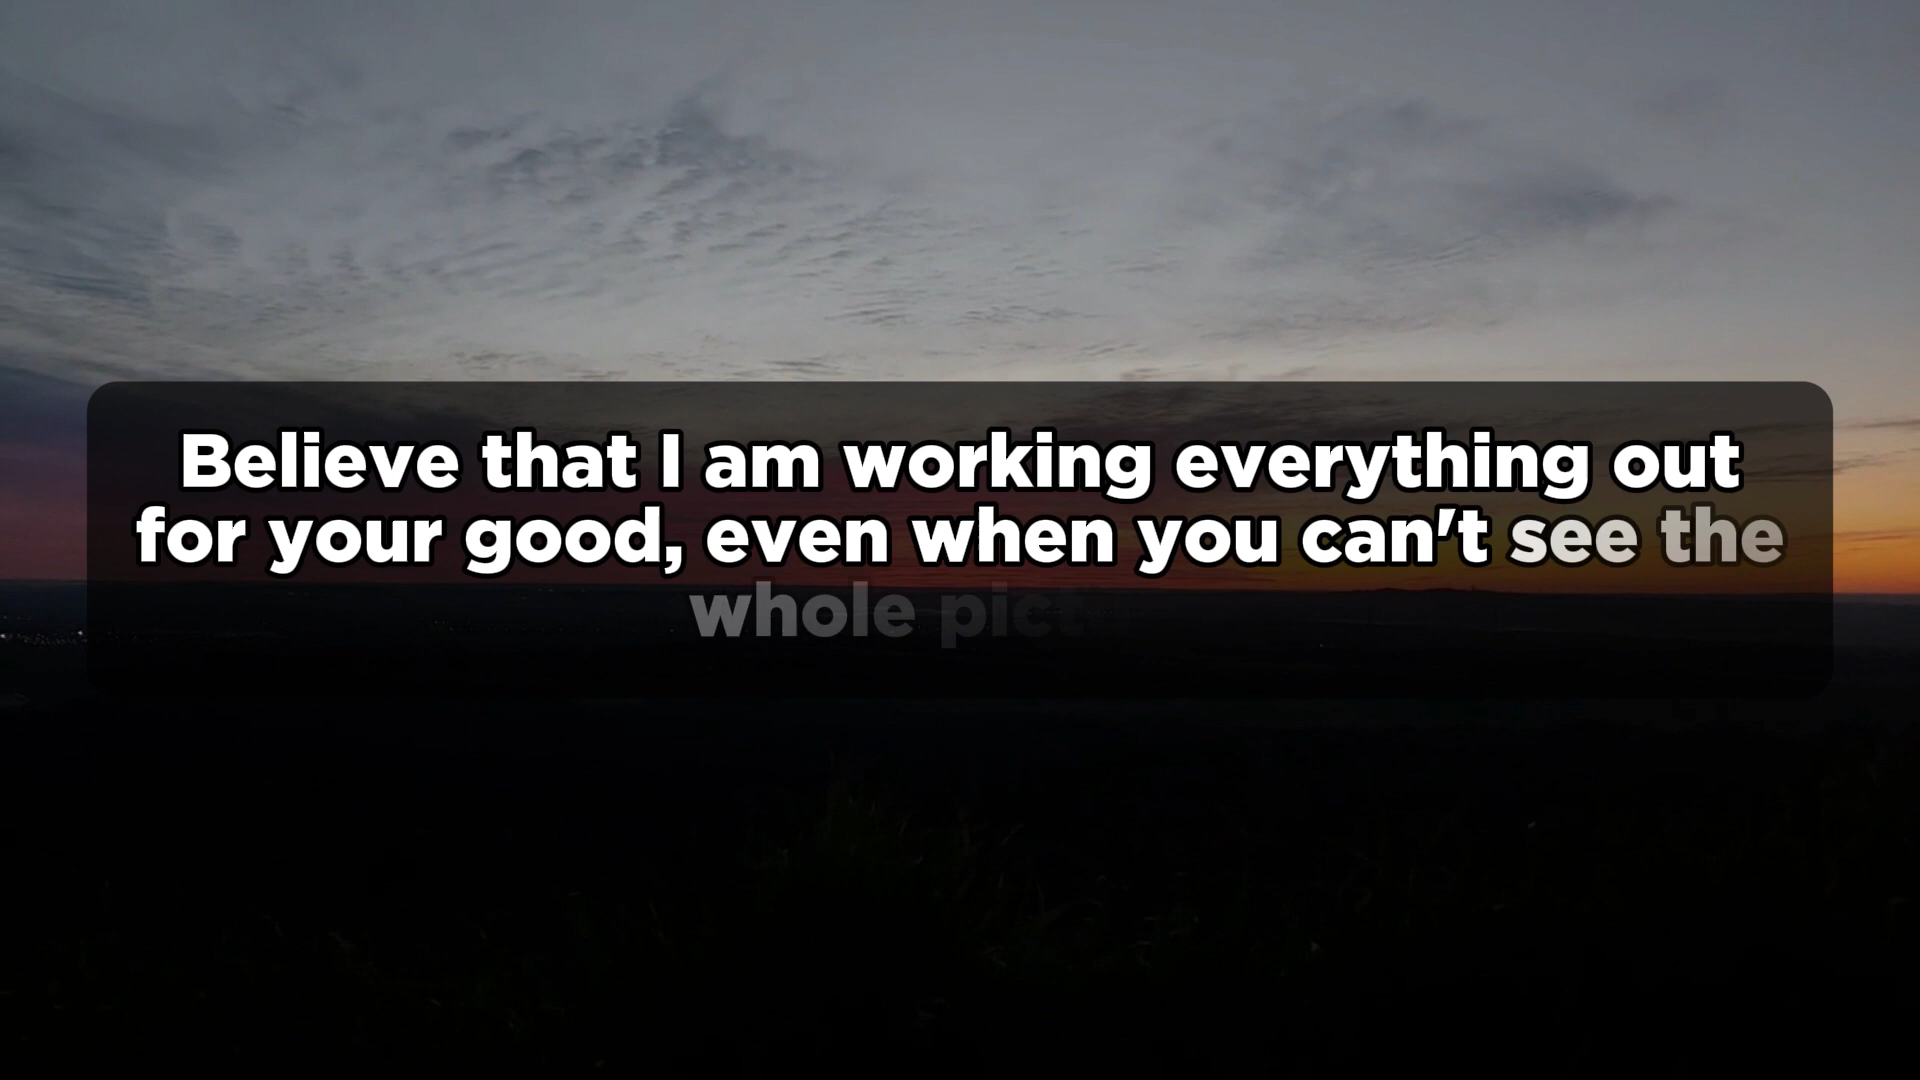 Believe that I am working everything out
for your good, even when you can't see the
whole